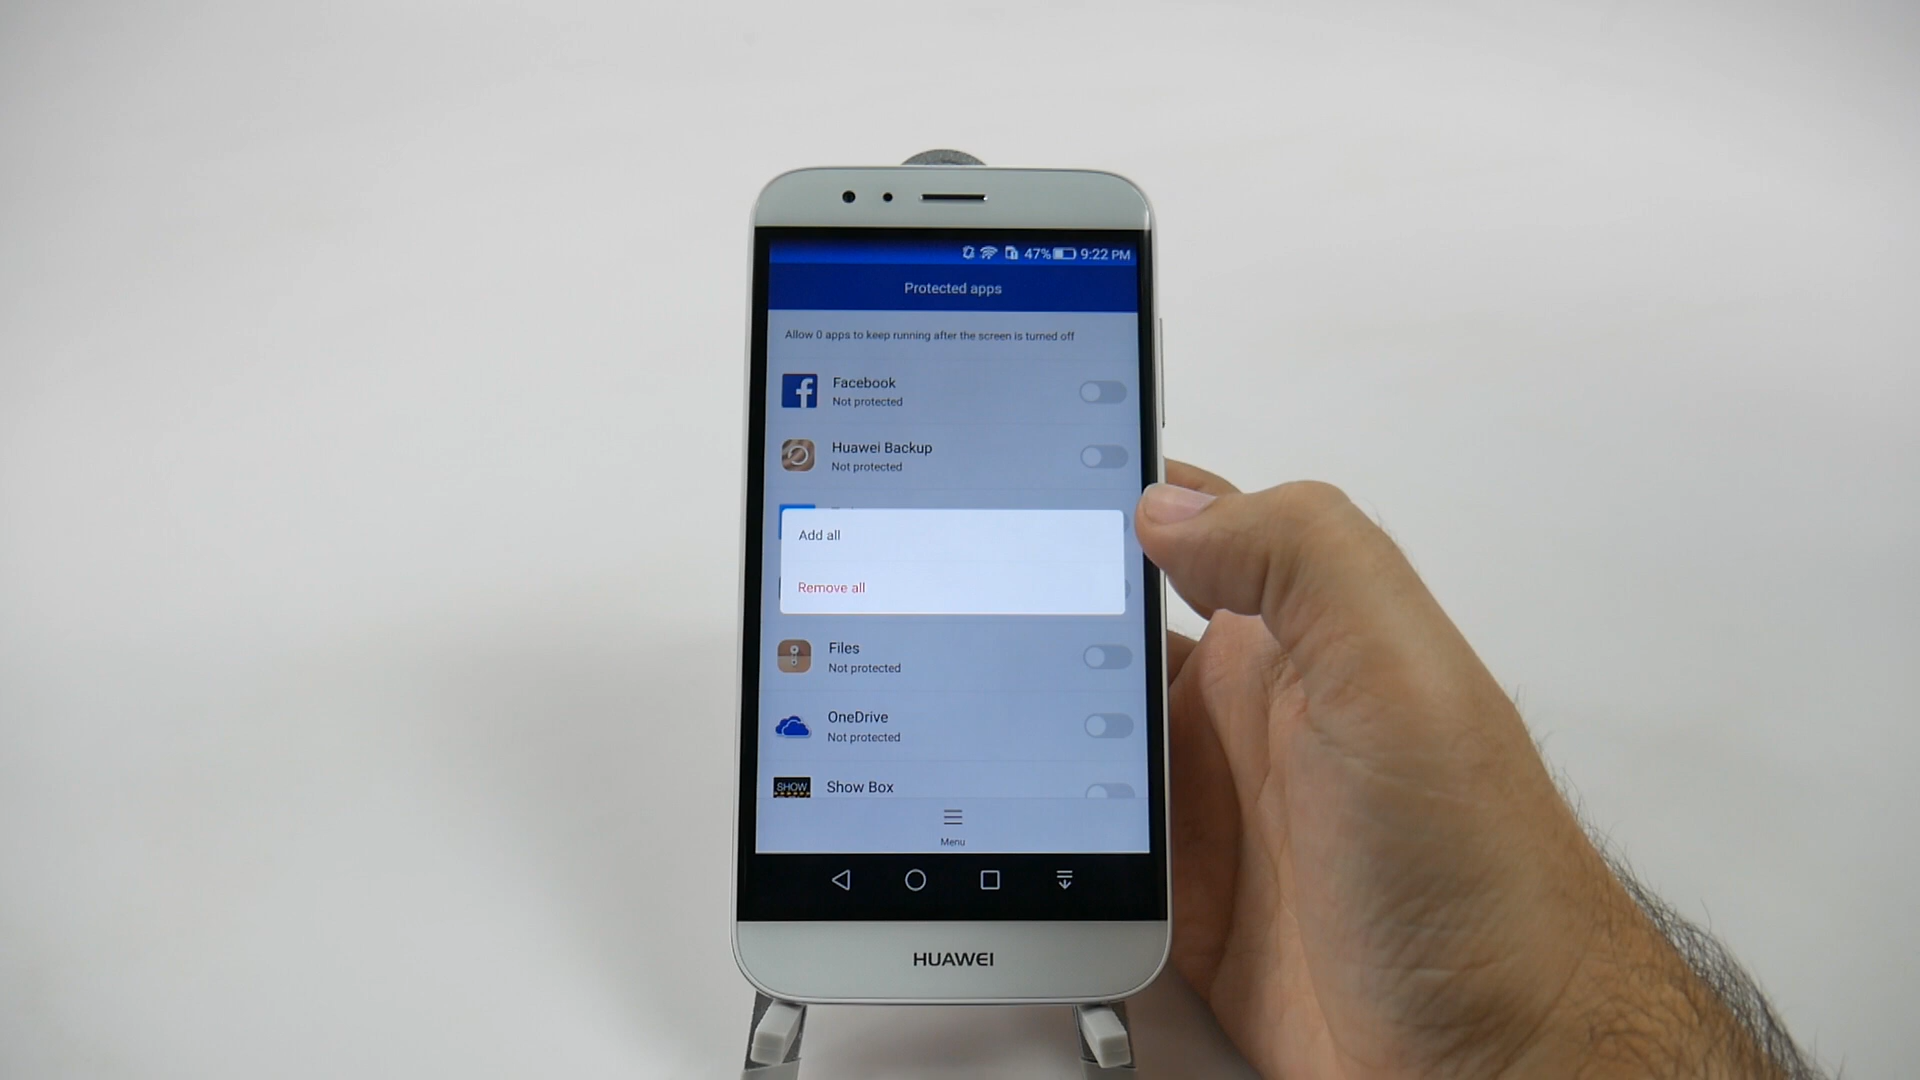 47% 9:22 PM
Protected apps
Allow 0 apps to keep running after the screen is turned off
Facebook
Not protected
Huawei Backup
Not protected
Add all
Remove all
Files
Not protected
OneDrive
Not protected
SHOW
Show Box
Menu
HUAWEI